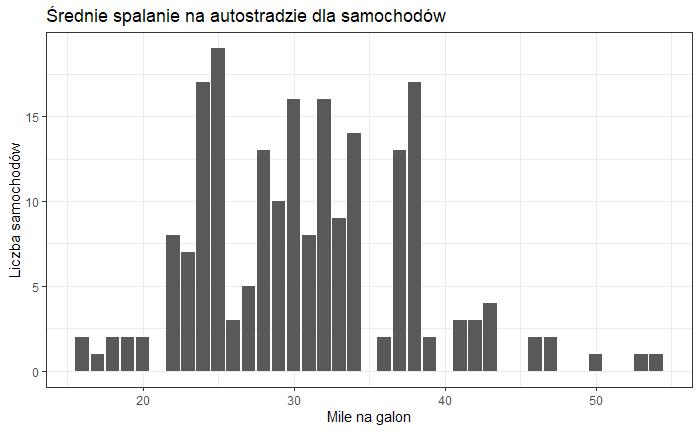 Średnie spalanie na autostradzie dla samochodów
Liczba samochodów
15
10
5
0
20 30 40 50
Mile na galon